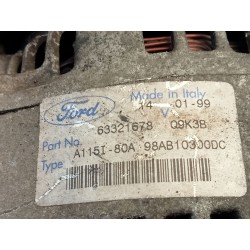 Ford
Made in Italy
14 V 01-99
63321678 Q9K3B
Part No.
Type A115I-80A 98AB10300DC